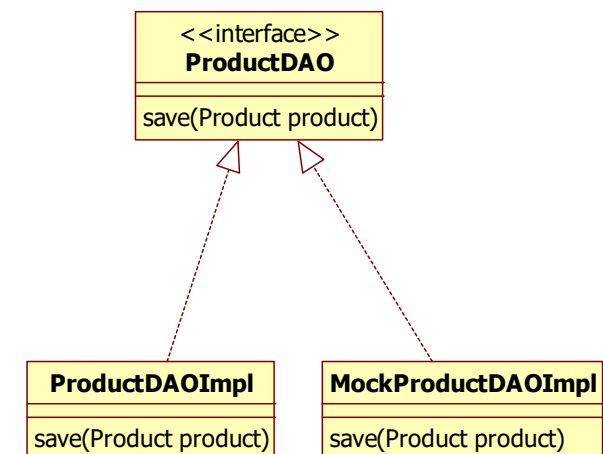 <<interface>>
ProductDAO
save(Product product)
ProductDAOImpl
save(Product product)
MockProductDAOImpl
save(Product product)